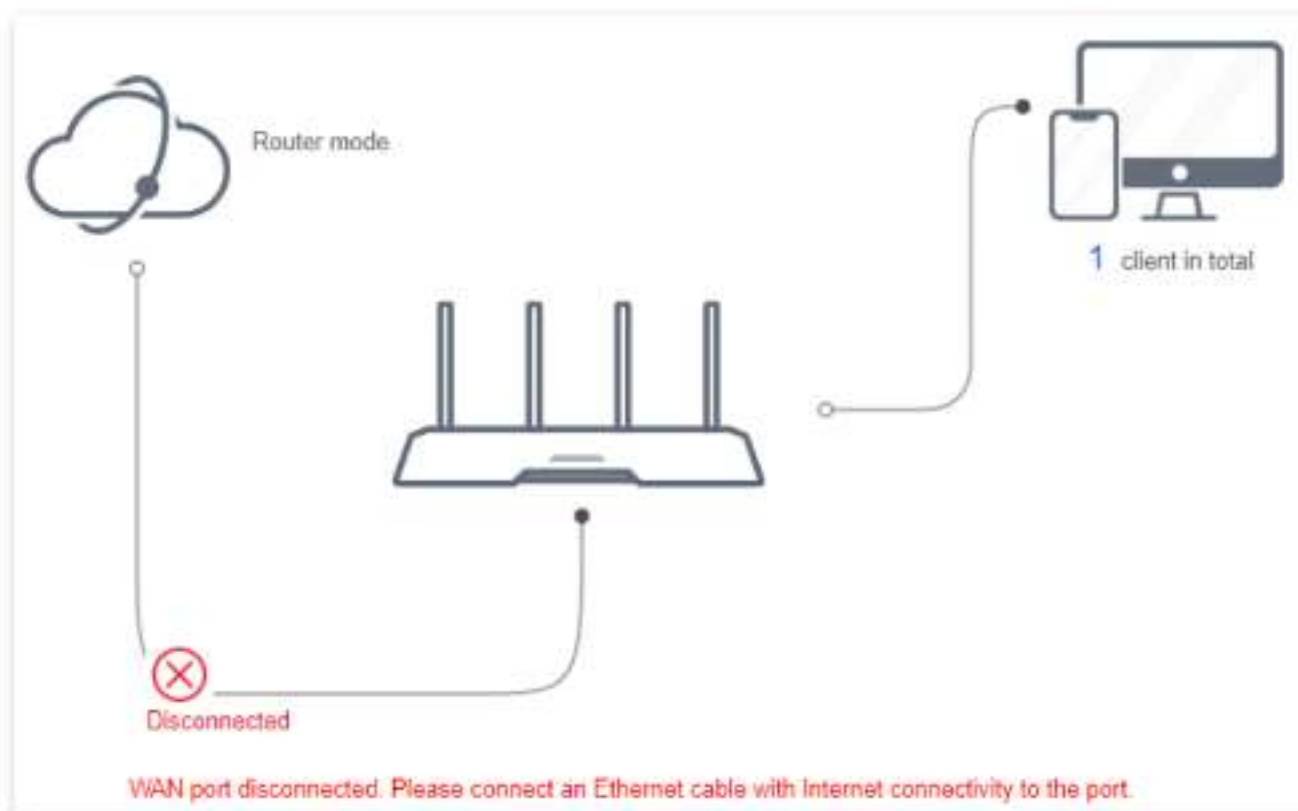 Router mode
1 client in total
Disconnected
WAN port disconnected. Please connect an Ethernet cable with Internet connectivity to the port.